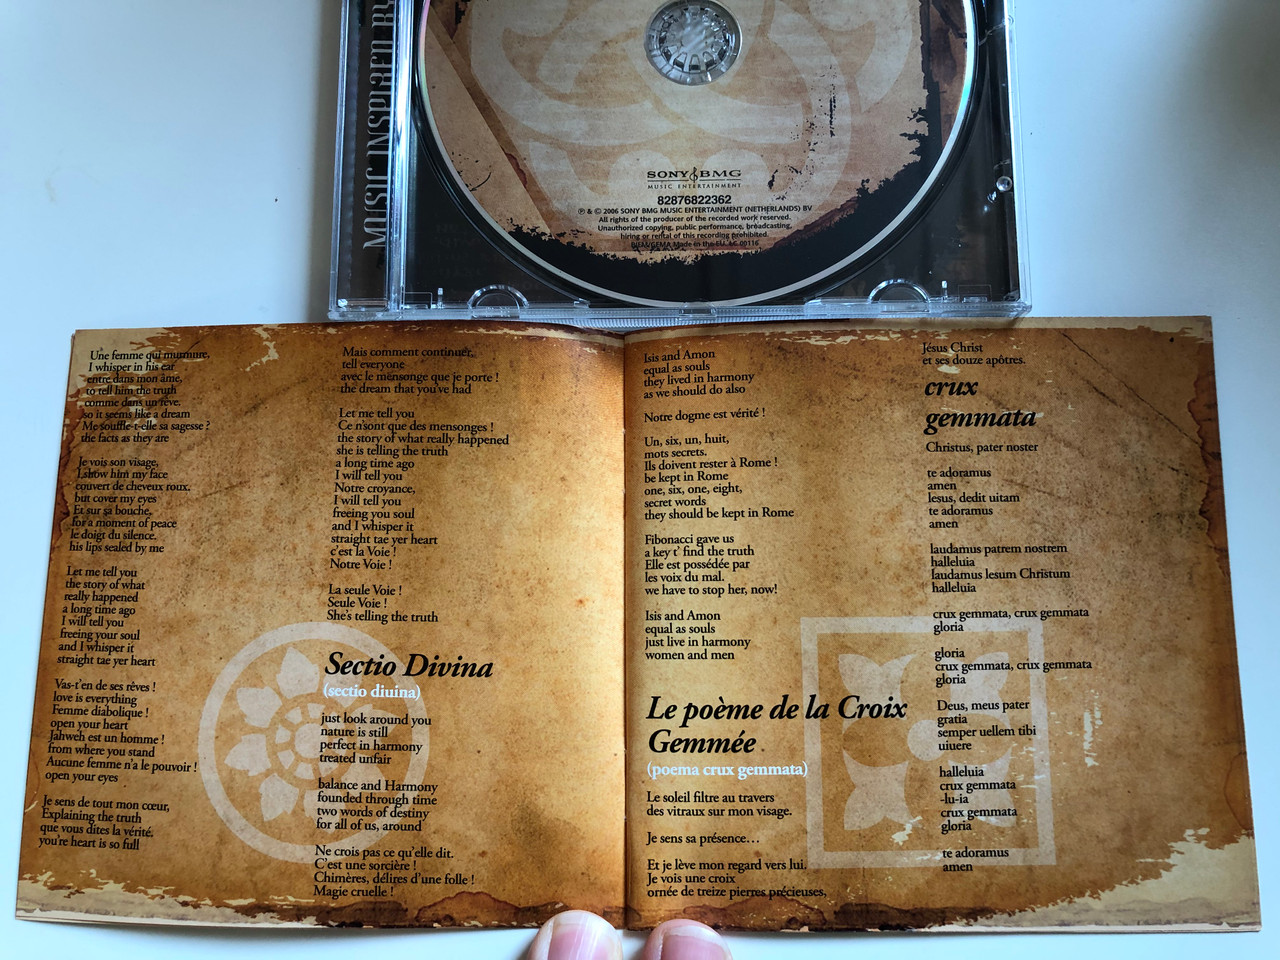 MUSIC INSPIRED BY
SONY BMG
MUSIC ENTERTAINMENT
82876822362
℗ & © 2006 SONY BMG MUSIC ENTERTAINMENT (NETHERLANDS) BV
All rights of the producer of the recorded work reserved.
Unauthorized copying, public performance, broadcasting,
hiring or rental of this recording prohibited.
BIEM/GEMA Made in the EU. LC 00116
Une femme qui murmure,
I whisper in his ear
entre dans mon âme,
to tell him the truth
comme dans un rêve.
so it seems like a dream
Me souffle-t-elle sa sagesse ?
the facts as they are
Je vois son visage,
I show him my face
couvert de cheveux roux.
but cover my eyes
Et sur sa bouche,
for a moment of peace
le doigt du silence.
his lips sealed by me
Let me tell you
the story of what
really happened
a long time ago
I will tell you
freeing your soul
and I whisper it
straight tae yer heart
Vas-t'en de ses rêves !
love is everything
Femme diabolique !
open your heart
Jahweh est un homme !
from where you stand
Aucune femme n'a le pouvoir !
open your eyes
Je sens de tout mon cœur,
Explaining the truth
que vous dites la vérité.
you're heart is so full
Mais comment continuer,
tell everyone
avec le mensonge que je porte !
the dream that you've had
Let me tell you
Ce n'sont que des mensonges !
the story of what really happened
she is telling the truth
a long time ago
I will tell you
Notre croyance,
I will tell you
freeing you soul
and I whisper it
straight tae yer heart
c'est la Voie !
Notre Voie !
La seule Voie !
Seule Voie !
She's telling the truth
Sectio Divina
(sectio diuina)
just look around you
nature is still
perfect in harmony
treated unfair
balance and Harmony
founded through time
two words of destiny
for all of us, around
Ne crois pas ce qu'elle dit.
C'est une sorcière !
Chimères, délires d'une folle !
Magie cruelle !
Isis and Amon
equal as souls
they lived in harmony
as we should do also
Notre dogme est vérité !
Un, six, un, huit,
mots secrets.
Ils doivent rester à Rome !
be kept in Rome
one, six, one, eight,
secret words
they should be kept in Rome
Fibonacci gave us
a key t' find the truth
Elle est possédée par
les voix du mal.
we have to stop her, now!
Isis and Amon
equal as souls
just live in harmony
women and men
Le poème de la Croix
Gemmée
(poema crux gemmata)
Le soleil filtre au travers
des vitraux sur mon visage.
Je sens sa présence…
Et je lève mon regard vers lui.
Je vois une croix
ornée de treize pierres précieuses,
Jésus Christ
et ses douze apôtres.
crux
gemmata
Christus, pater noster
te adoramus
amen
Iesus, dedit uitam
te adoramus
amen
laudamus patrem nostrem
halleluia
laudamus Iesum Christum
halleluia
crux gemmata, crux gemmata
gloria
gloria
crux gemmata, crux gemmata
gloria
Deus, meus pater
gratia
semper uellem tibi
uiuere
halleluia
crux gemmata
-lu-ia
crux gemmata
gloria
te adoramus
amen